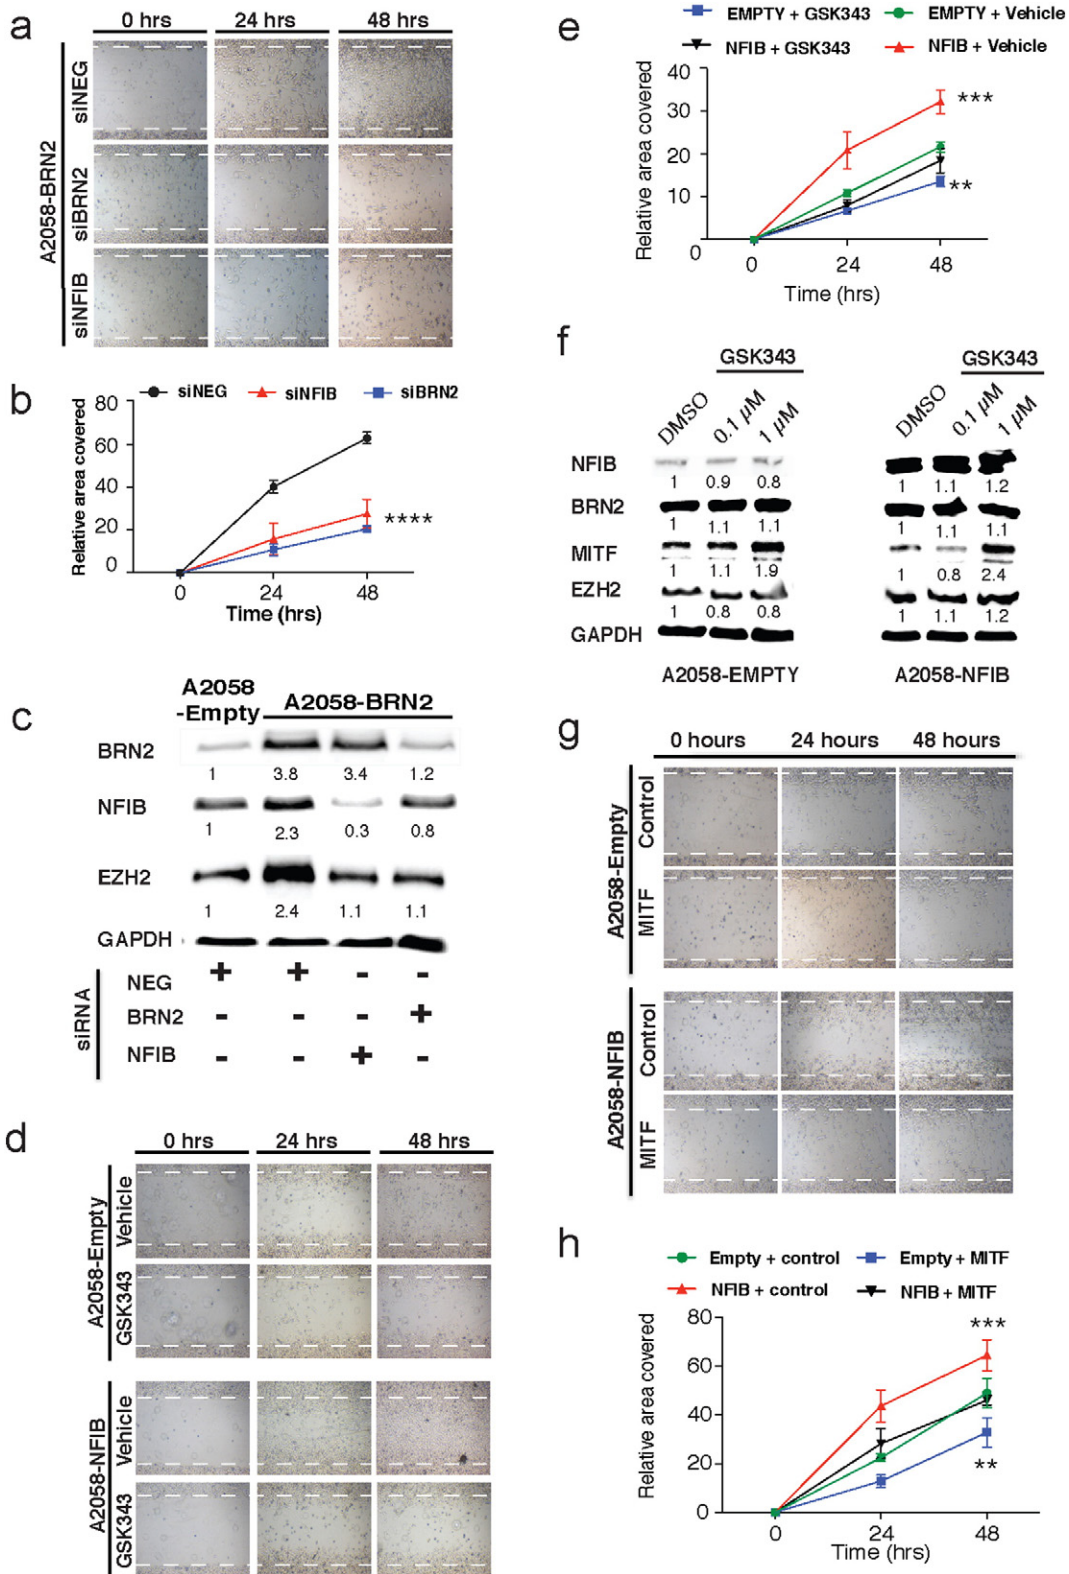 a
0 hrs 24 hrs 48 hrs
A2058-BRN2
siNEG
siBRN2
siNFIB
b
siNEG siNFIB siBRN2
Relative area covered
80
60
40
20
0
****
0 24 48
Time (hrs)
c
A2058
-Empty
A2058-BRN2
BRN2
1 3.8 3.4 1.2
NFIB
1 2.3 0.3 0.8
EZH2
1 2.4 1.1 1.1
GAPDH
siRNA
NEG + + - -
BRN2 - - - +
NFIB - - + -
d
0 hrs 24 hrs 48 hrs
A2058-Empty
Vehicle
GSK343
A2058-NFIB
Vehicle
GSK343
e
EMPTY + GSK343 EMPTY + Vehicle
NFIB + GSK343 NFIB + Vehicle
Relative area covered
40
30
20
10
0
***
**
0 24 48
Time (hrs)
f
GSK343 GSK343
DMSO 0.1 µM 1 µM DMSO 0.1 µM 1 µM
NFIB
1 0.9 0.8 1 1.1 1.2
BRN2
1 1.1 1.1 1 1.1 1.1
MITF
1 1.1 1.9 1 0.8 2.4
EZH2
1 0.8 0.8 1 1.1 1.2
GAPDH
A2058-EMPTY A2058-NFIB
g
0 hours 24 hours 48 hours
A2058-Empty
Control
MITF
A2058-NFIB
Control
MITF
h
Empty + control Empty + MITF
NFIB + control NFIB + MITF
Relative area covered
80
60
40
20
0
***
**
0 24 48
Time (hrs)